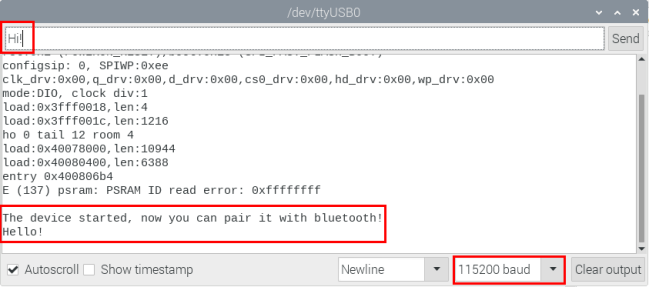 /dev/ttyUSB0
Hi!
Send
configsip: 0, SPIWP:0xee
clk_drv:0x00,q_drv:0x00,d_drv:0x00,cs0_drv:0x00,hd_drv:0x00,wp_drv:0x00
mode:DIO, clock div:1
load:0x3fff0018,len:4
load:0x3fff001c,len:1216
ho 0 tail 12 room 4
load:0x40078000,len:10944
load:0x40080400,len:6388
entry 0x400806b4
E (137) psram: PSRAM ID read error: 0xffffffff
The device started, now you can pair it with bluetooth!
Hello!
Autoscroll
Show timestamp
Newline
115200 baud
Clear output